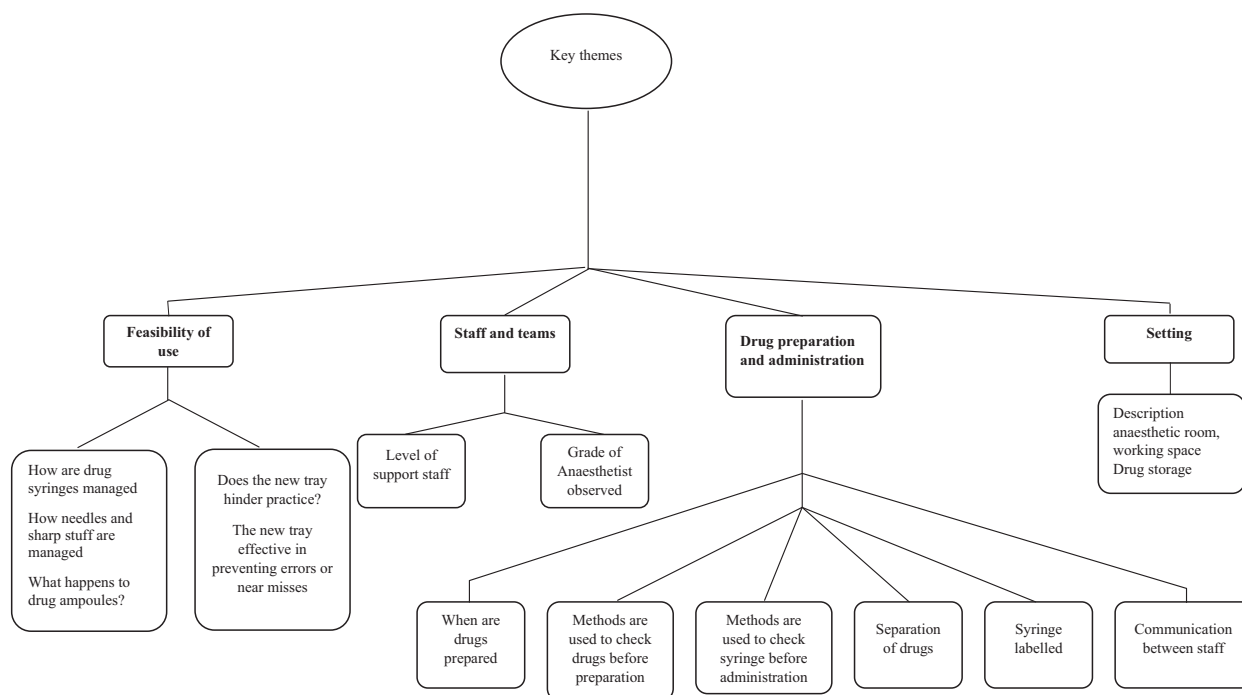 Key themes
Feasibility of
use
Staff and teams
Drug preparation
and administration
Setting
How are drug
syringes managed
How needles and
sharp stuff are
managed
What happens to
drug ampoules?
Does the new tray
hinder practice?
The new tray
effective in
preventing errors or
near misses
Level of
support staff
Grade of
Anaesthetist
observed
Description
anaesthetic room,
working space
Drug storage
When are
drugs
prepared
Methods are
used to check
drugs before
preparation
Methods are
used to check
syringe before
administration
Separation
of drugs
Syringe
labelled
Communication
between staff